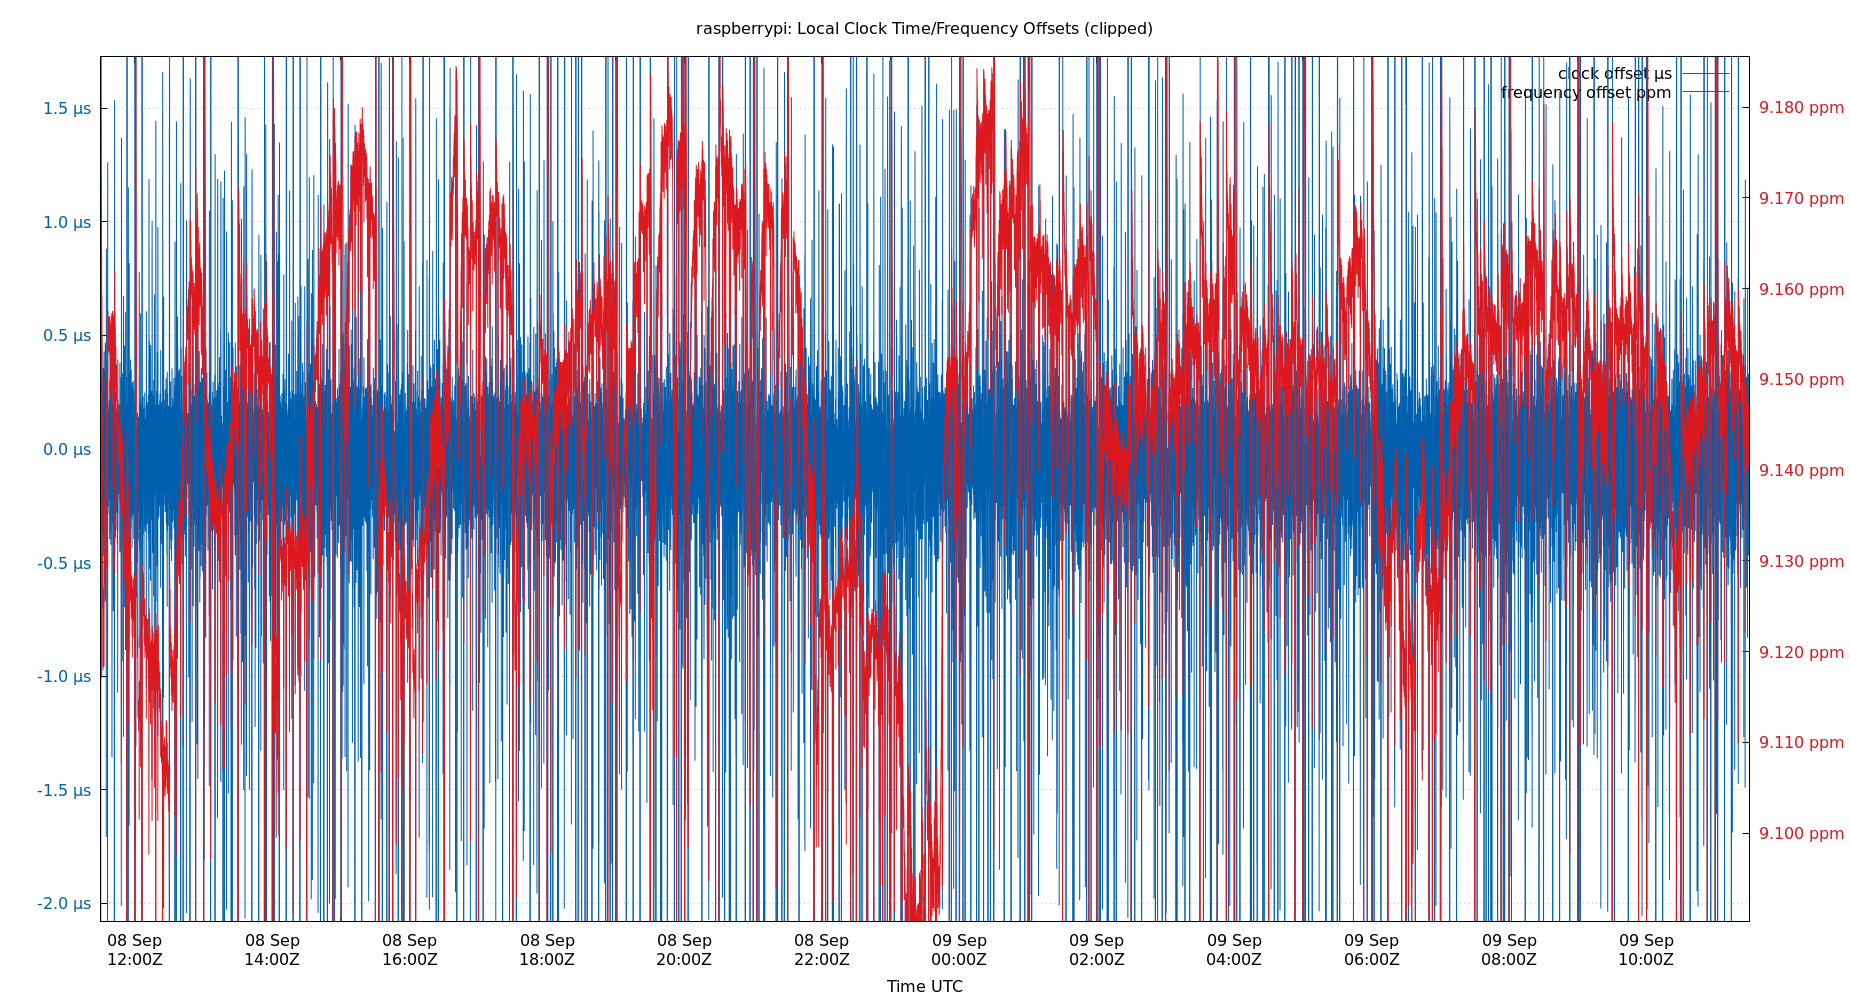 raspberrypi: Local Clock Time/Frequency Offsets (clipped)
clock offset µs
frequency offset ppm
1.5 µs
1.0 µs
0.5 µs
0.0 µs
-0.5 µs
-1.0 µs
-1.5 µs
-2.0 µs
9.180 ppm
9.170 ppm
9.160 ppm
9.150 ppm
9.140 ppm
9.130 ppm
9.120 ppm
9.110 ppm
9.100 ppm
08 Sep
12:00Z
08 Sep
14:00Z
08 Sep
16:00Z
08 Sep
18:00Z
08 Sep
20:00Z
08 Sep
22:00Z
09 Sep
00:00Z
09 Sep
02:00Z
09 Sep
04:00Z
09 Sep
06:00Z
09 Sep
08:00Z
09 Sep
10:00Z
Time UTC